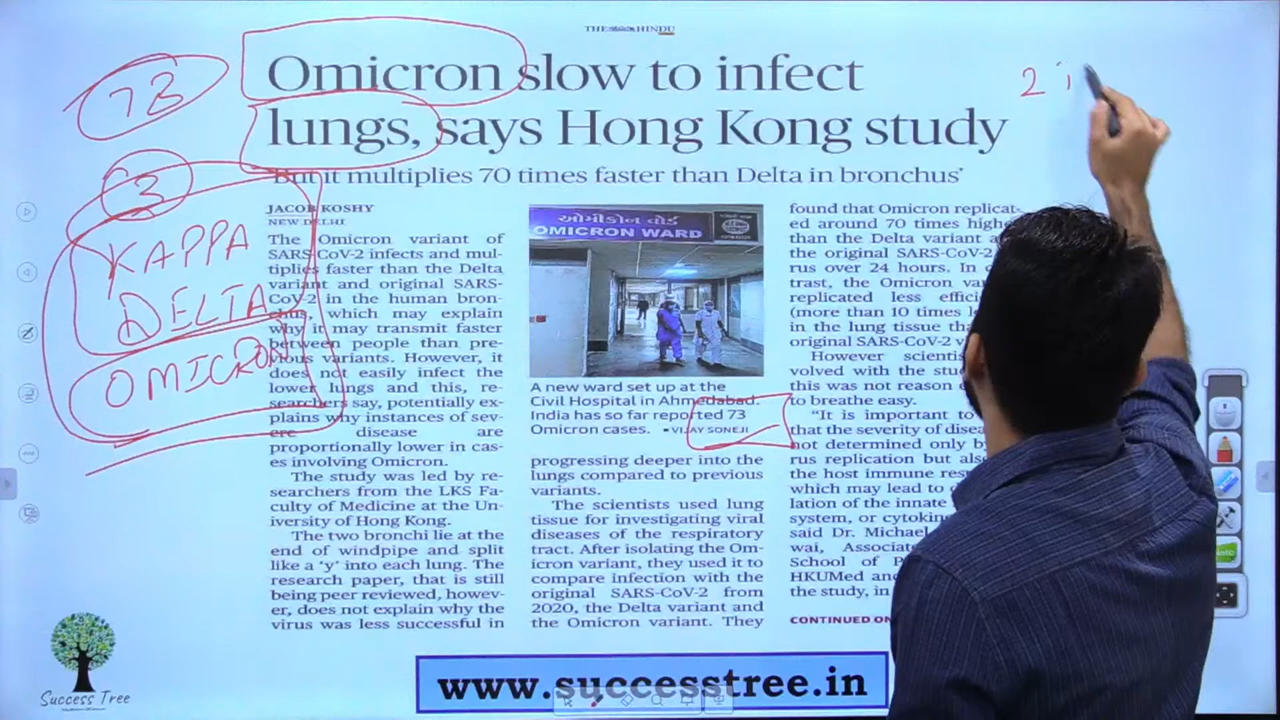 THE HINDU
Omicron slow to infect
lungs, says Hong Kong study
'But it multiplies 70 times faster than Delta in bronchus'
73
3
KAPPA
DELTA
OMICRON
2 i
JACOB KOSHY
NEW DELHI
The Omicron variant of
SARS-CoV-2 infects and mul-
tiplies faster than the Delta
variant and original SARS-
CoV-2 in the human bron-
chus, which may explain
why it may transmit faster
between people than pre-
vious variants. However, it
does not easily infect the
lower lungs and this, re-
searchers say, potentially ex-
plains why instances of sev-
ere disease are
proportionally lower in cas-
es involving Omicron.
The study was led by re-
searchers from the LKS Fa-
culty of Medicine at the Un-
iversity of Hong Kong.
The two bronchi lie at the
end of windpipe and split
like a 'y' into each lung. The
research paper, that is still
being peer reviewed, howev-
er, does not explain why the
virus was less successful in
ઓમીક્રોન વોર્ડ
OMICRON WARD
A new ward set up at the
Civil Hospital in Ahmedabad.
India has so far reported 73
Omicron cases. ▪VIJAY SONEJI
progressing deeper into the
lungs compared to previous
variants.
The scientists used lung
tissue for investigating viral
diseases of the respiratory
tract. After isolating the Om-
icron variant, they used it to
compare infection with the
original SARS-CoV-2 from
2020, the Delta variant and
the Omicron variant. They
found that Omicron replicat-
ed around 70 times highe
than the Delta variant a
the original SARS-CoV-2
rus over 24 hours. In
trast, the Omicron va
replicated less effici
(more than 10 times l
in the lung tissue tha
original SARS-CoV-2 v
However scientis
volved with the stu
this was not reason
to breathe easy.
"It is important to
that the severity of disea
not determined only by
rus replication but also
the host immune res
which may lead to
lation of the innate
system, or cytokin
said Dr. Michael
wai, Associate
School of P
HKUMed and
the study, in
CONTINUED ON
Success Tree
www.successtree.in